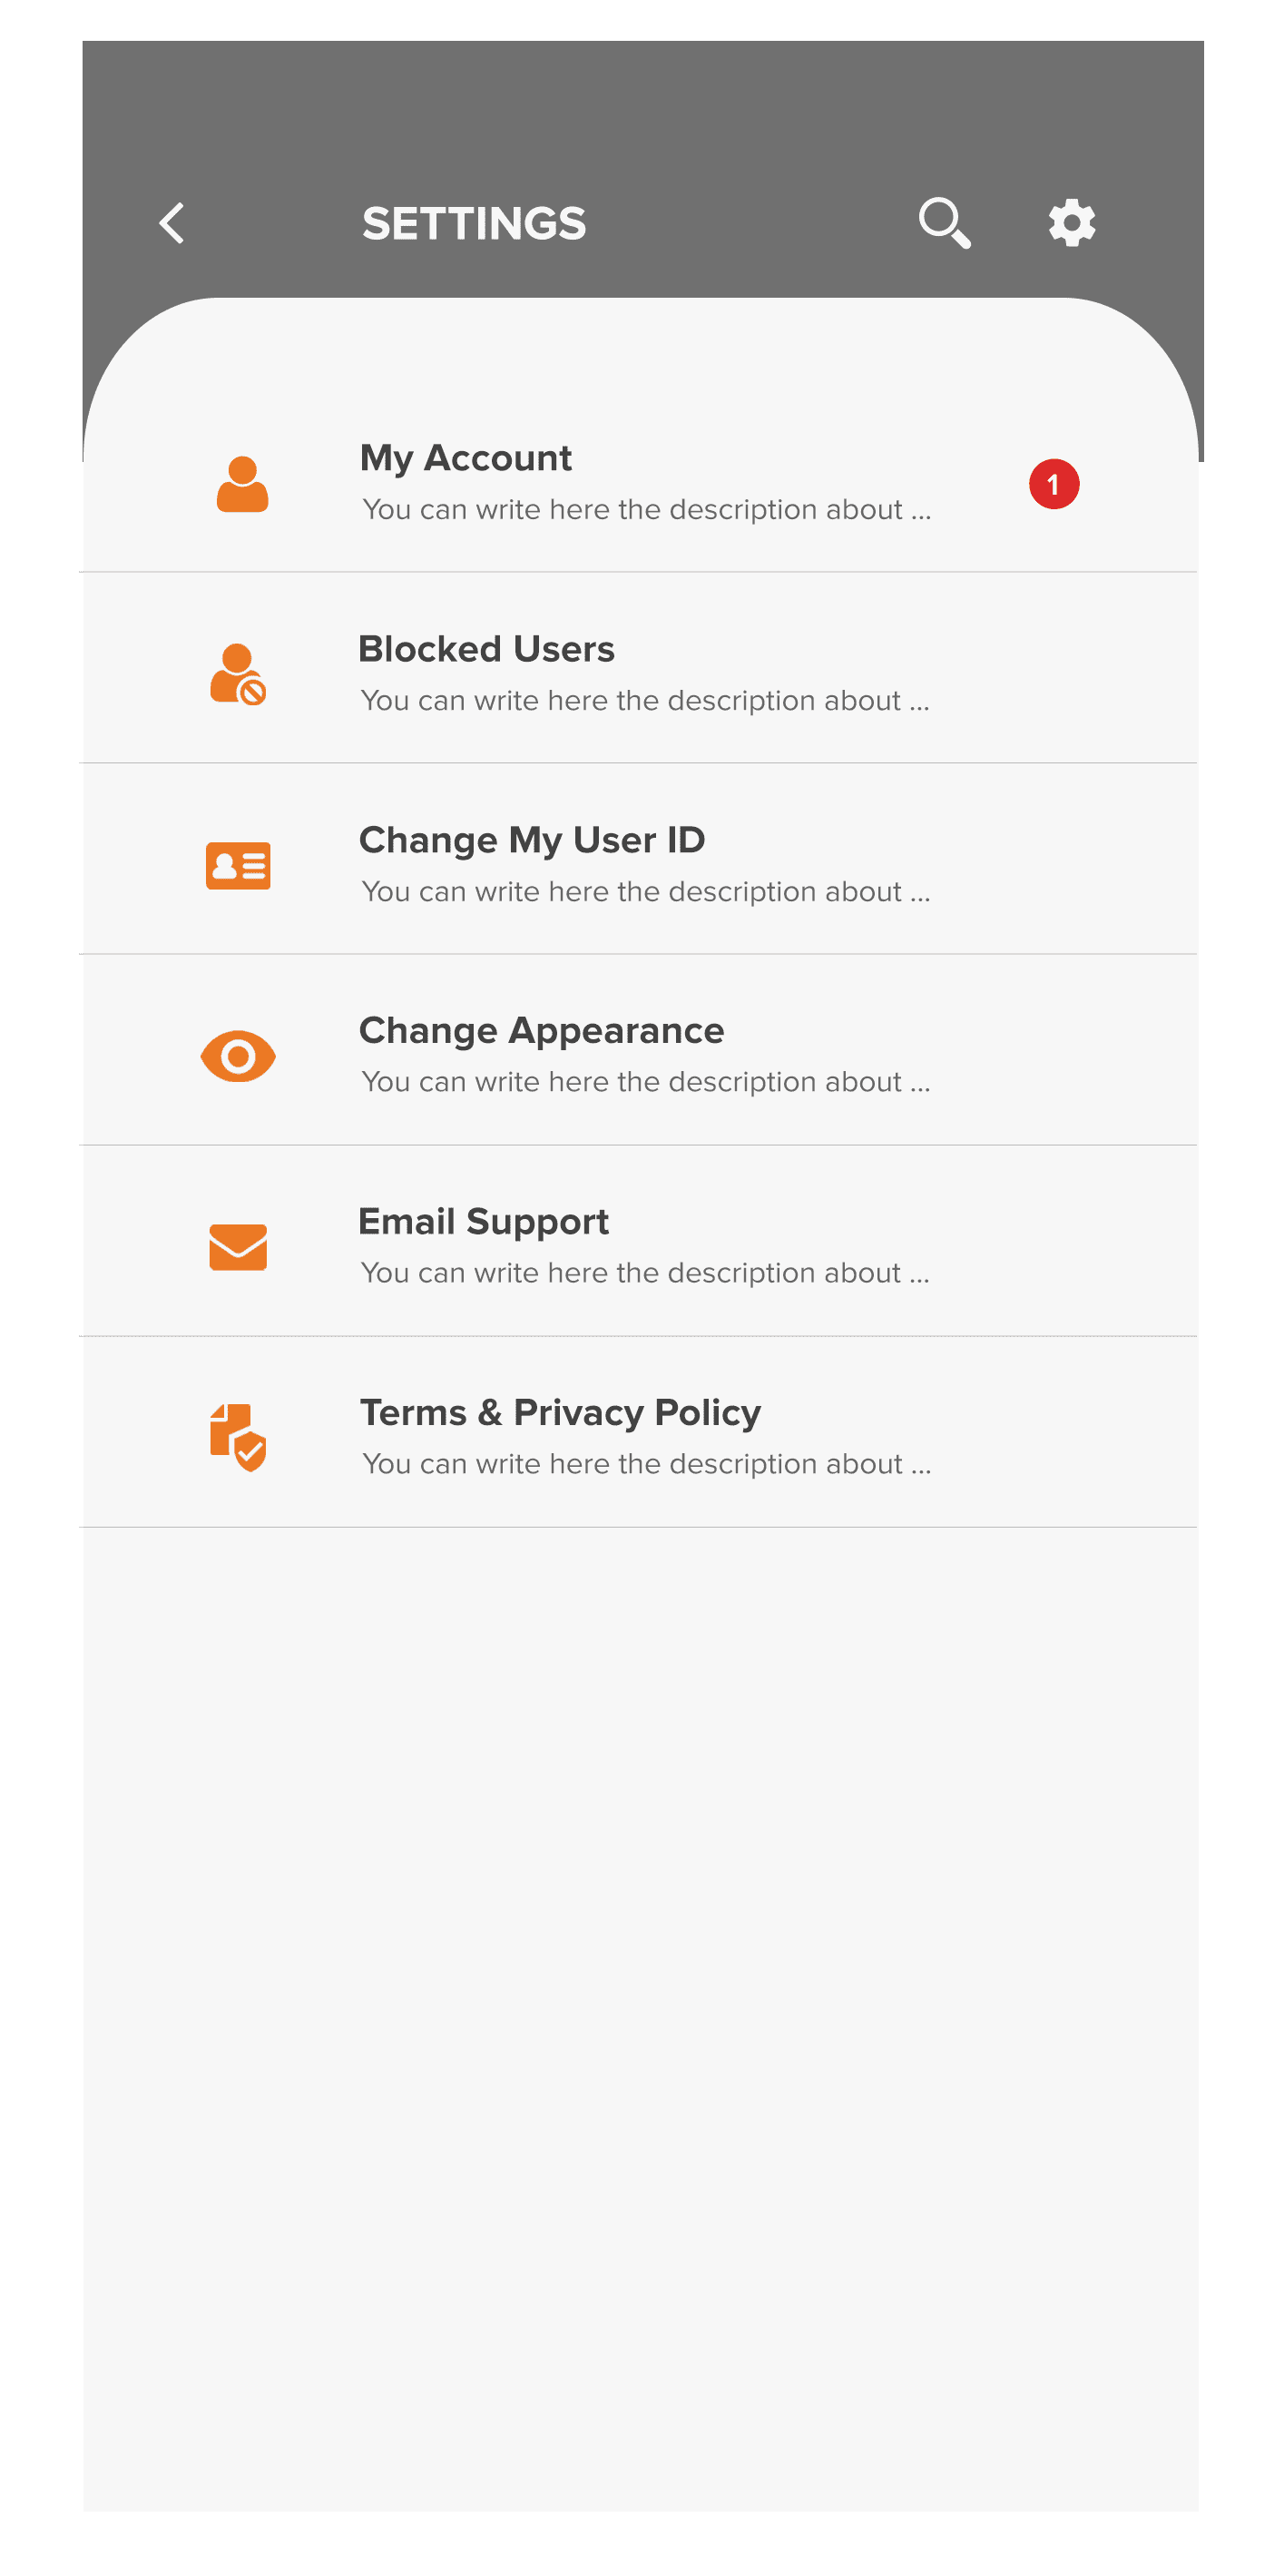 SETTINGS
My Account
You can write here the description about ...
1
Blocked Users
You can write here the description about ...
Change My User ID
You can write here the description about ...
Change Appearance
You can write here the description about ...
Email Support
You can write here the description about ...
Terms & Privacy Policy
You can write here the description about ...